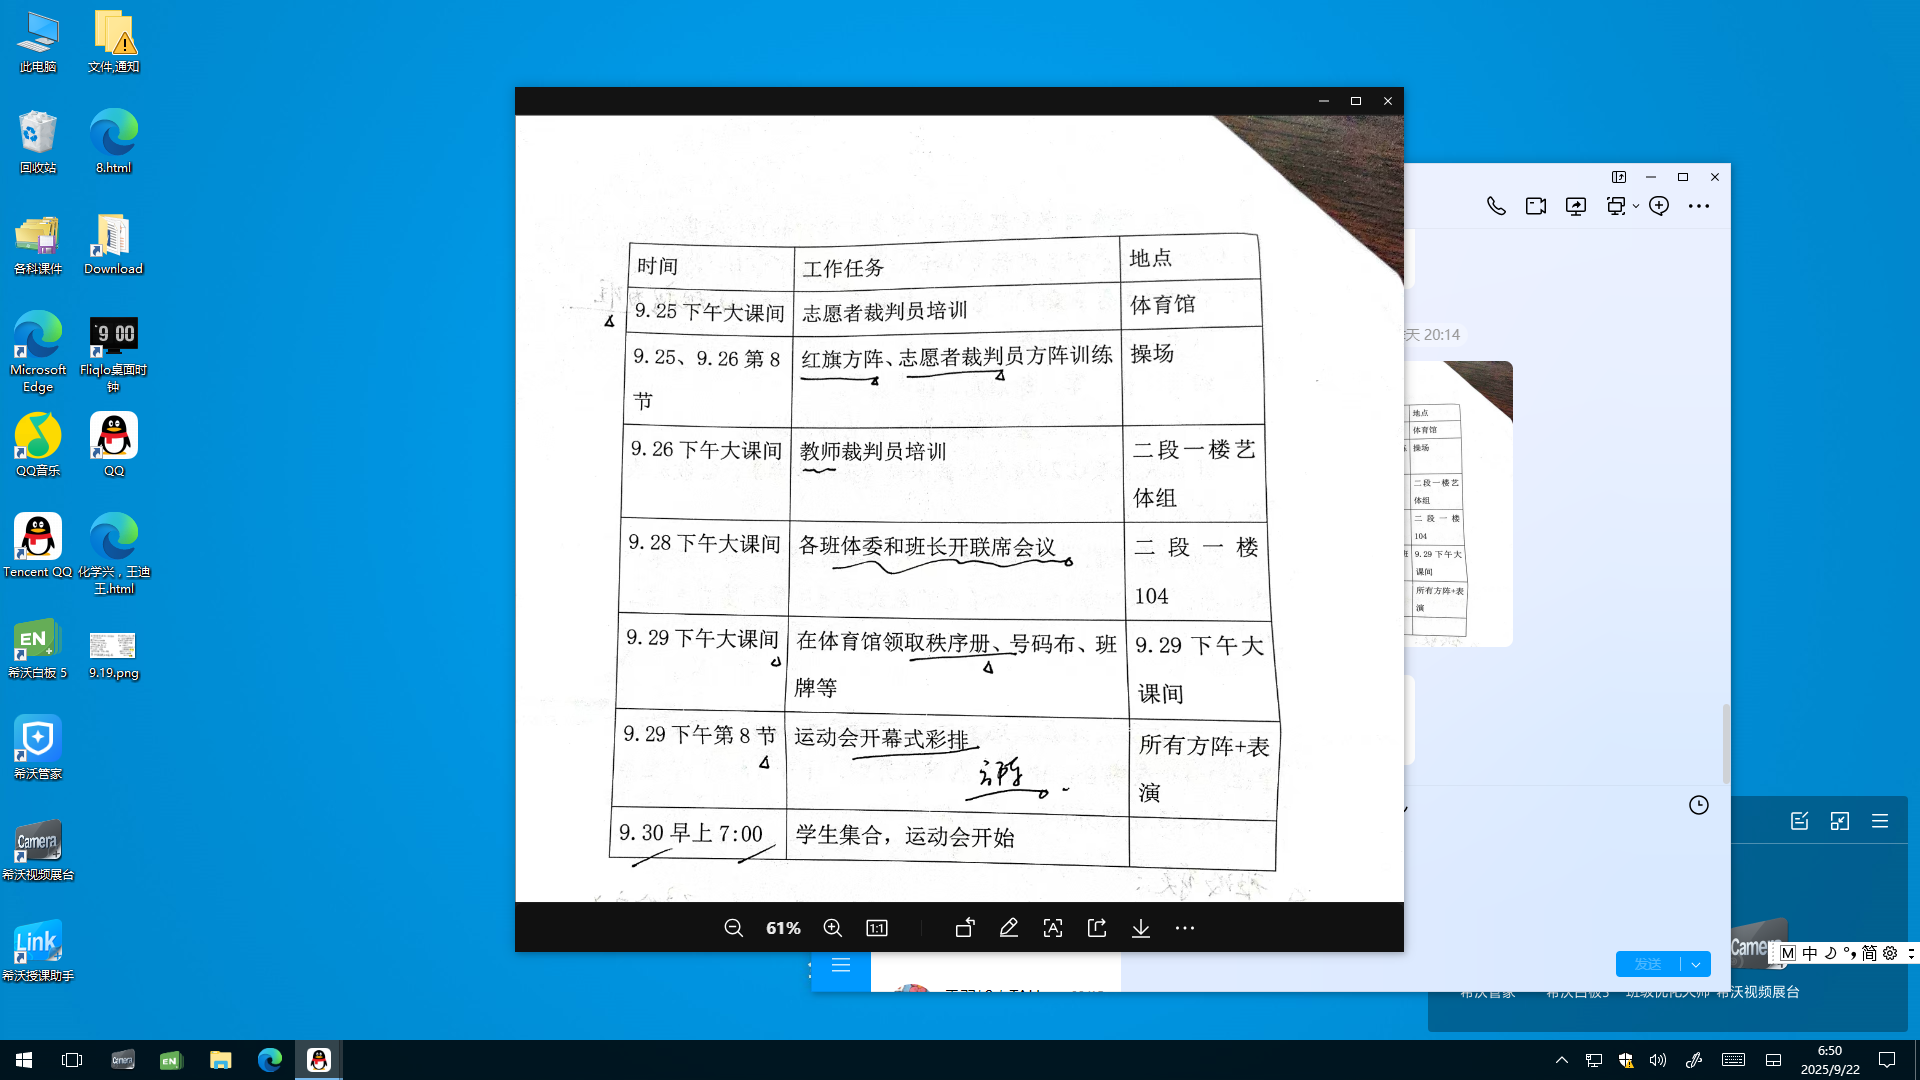 此电脑
文件,通知
回收站
8.html
各科课件
Download
Microsoft
Edge
9 00
Fliqlo桌面时
钟
QQ音乐
QQ
Tencent QQ
化学兴，王迪
王.html
EN
希沃白板 5
9.19.png
希沃管家
Camera
希沃视频展台
Link
希沃授课助手
时间 工作任务 地点
9.25 下午大课间 志愿者裁判员培训 体育馆
9.25、9.26 第 8 红旗方阵、志愿者裁判员方阵训练 操场
节
9.26 下午大课间 教师裁判员培训 二段一楼艺
体组
9.28 下午大课间 各班体委和班长开联席会议 二段一楼
104
9.29 下午大课间 在体育馆领取秩序册、号码布、班 9.29 下午大
牌等 课间
9.29 下午第 8 节 运动会开幕式彩排 所有方阵+表
演
9.30 早上 7:00 学生集合，运动会开始
61%
1:1
天 20:14
地点
体育馆
操场
二段一楼艺
体组
二段一楼
104
9.29 下午大
课间
所有方阵+表
演
发送
Camera
M 中 简
希沃管家
希沃白板5
班级优化大师
希沃视频展台
Camera
EN
6:50
2025/9/22